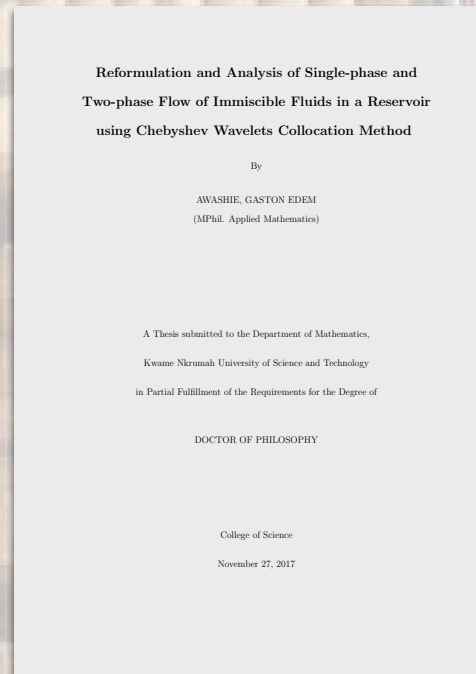 Reformulation and Analysis of Single-phase and
Two-phase Flow of Immiscible Fluids in a Reservoir
using Chebyshev Wavelets Collocation Method
By
AWASHIE, GASTON EDEM
(MPhil. Applied Mathematics)
A Thesis submitted to the Department of Mathematics,
Kwame Nkrumah University of Science and Technology
in Partial Fulfillment of the Requirements for the Degree of
DOCTOR OF PHILOSOPHY
College of Science
November 27, 2017